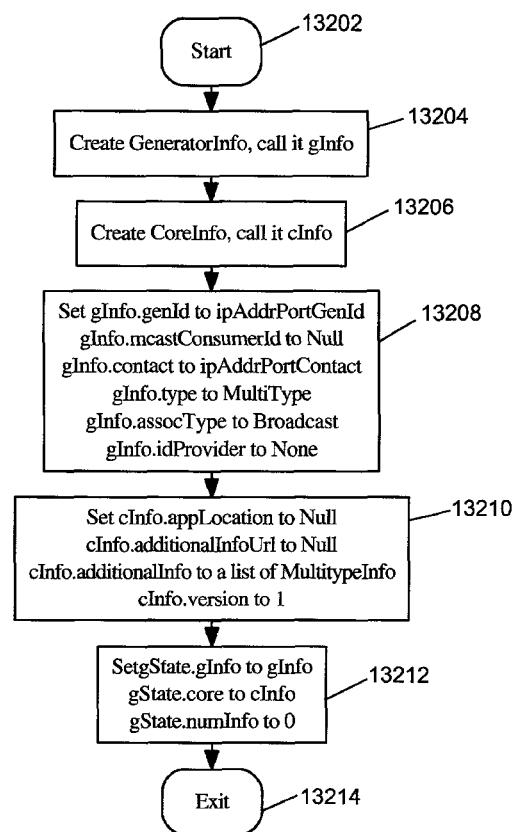 13202
Start
13204
Create GeneratorInfo, call it gInfo
13206
Create CoreInfo, call it cInfo
13208
Set gInfo.genId to ipAddrPortGenId
gInfo.mcastConsumerId to Null
gInfo.contact to ipAddrPortContact
gInfo.type to MultiType
gInfo.assocType to Broadcast
gInfo.idProvider to None
13210
Set cInfo.appLocation to Null
cInfo.additionalInfoUrl to Null
cInfo.additionalInfo to a list of MultitypeInfo
cInfo.version to 1
13212
SetgState.gInfo to gInfo
gState.core to cInfo
gState.numInfo to 0
Exit
13214